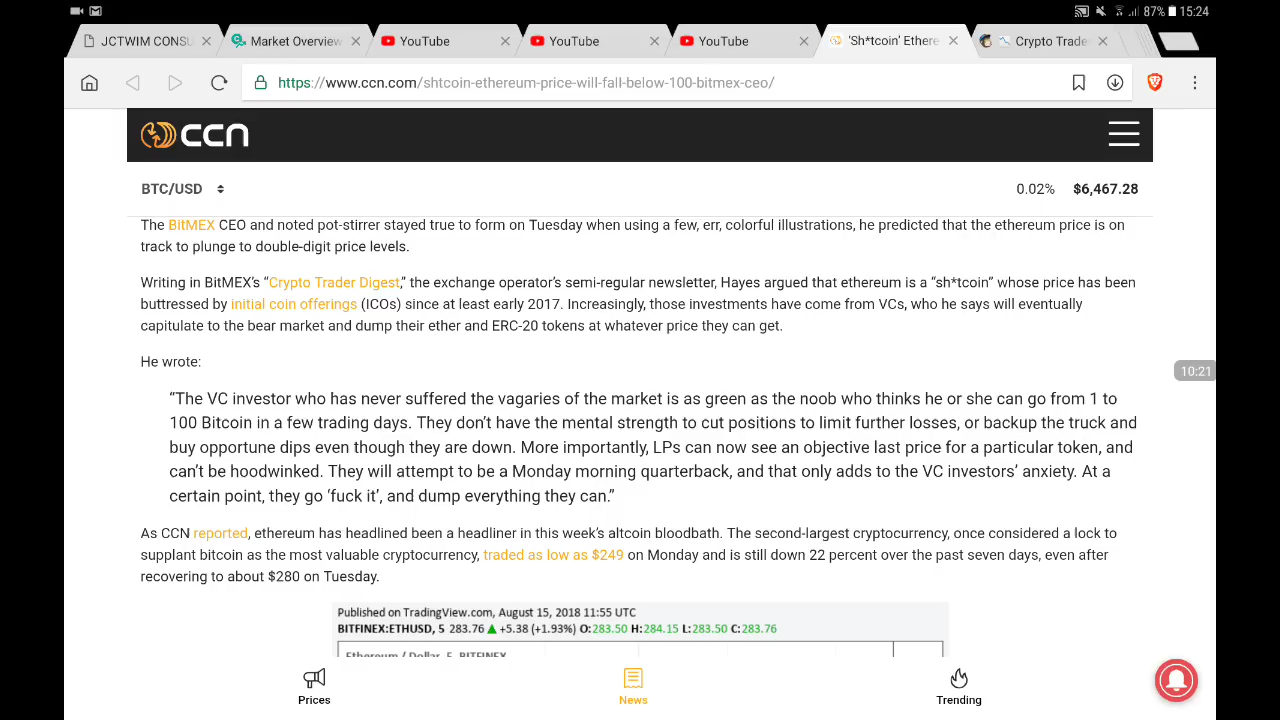 87% 15:24
JCTWIM CONSU
Market Overview
YouTube
YouTube
YouTube
'Sh*tcoin' Ethere
Crypto Trade
https://www.ccn.com/shtcoin-ethereum-price-will-fall-below-100-bitmex-ceo/
ccn
BTC/USD 0.02% $6,467.28
The BitMEX CEO and noted pot-stirrer stayed true to form on Tuesday when using a few, err, colorful illustrations, he predicted that the ethereum price is on
track to plunge to double-digit price levels.
Writing in BitMEX's “Crypto Trader Digest,” the exchange operator's semi-regular newsletter, Hayes argued that ethereum is a “sh*tcoin” whose price has been
buttressed by initial coin offerings (ICOs) since at least early 2017. Increasingly, those investments have come from VCs, who he says will eventually
capitulate to the bear market and dump their ether and ERC-20 tokens at whatever price they can get.
He wrote:
“The VC investor who has never suffered the vagaries of the market is as green as the noob who thinks he or she can go from 1 to
100 Bitcoin in a few trading days. They don't have the mental strength to cut positions to limit further losses, or backup the truck and
buy opportune dips even though they are down. More importantly, LPs can now see an objective last price for a particular token, and
can't be hoodwinked. They will attempt to be a Monday morning quarterback, and that only adds to the VC investors' anxiety. At a
certain point, they go 'fuck it', and dump everything they can.”
10:21
As CCN reported, ethereum has headlined been a headliner in this week's altcoin bloodbath. The second-largest cryptocurrency, once considered a lock to
supplant bitcoin as the most valuable cryptocurrency, traded as low as $249 on Monday and is still down 22 percent over the past seven days, even after
recovering to about $280 on Tuesday.
Published on TradingView.com, August 15, 2018 11:55 UTC
BITFINEX:ETHUSD, 5 283.76 ▲ +5.38 (+1.93%) O:283.50 H:284.15 L:283.50 C:283.76
Ethereum / Dollar, 5, BITFINEX
Prices News Trending